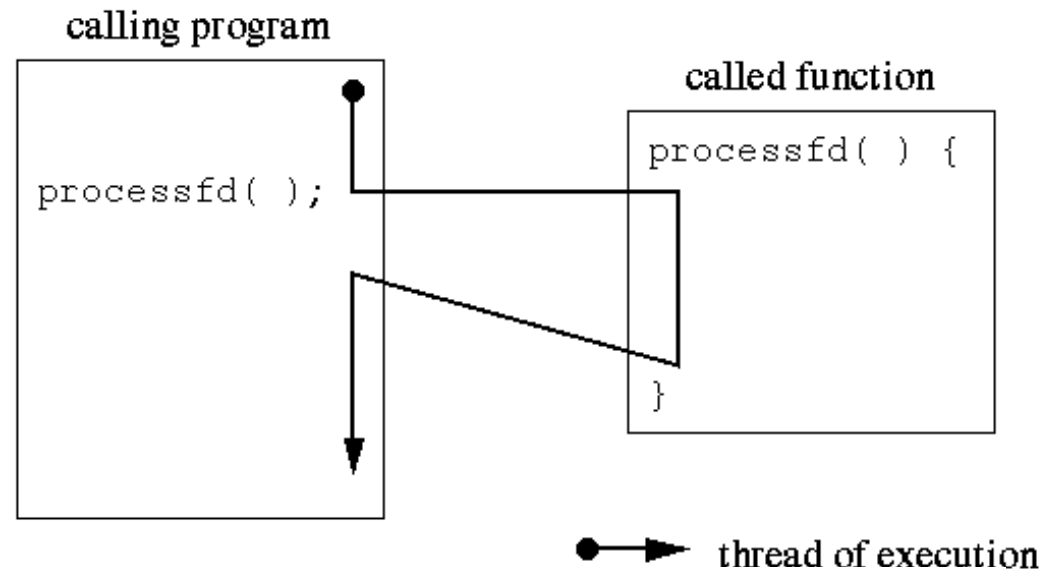 calling program
processfd( );
called function
processfd( ) {
}
thread of execution